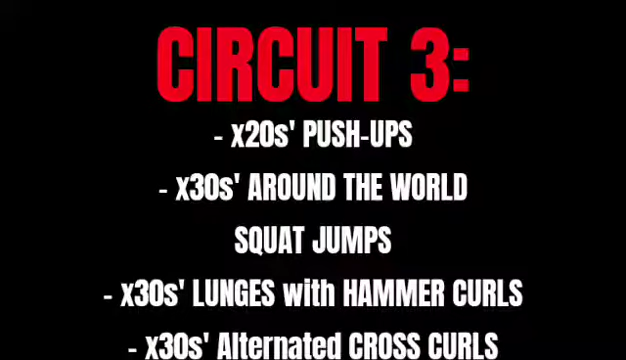 CIRCUIT 3:
- x20s' PUSH-UPS
- x30s' AROUND THE WORLD
SQUAT JUMPS
- x30s' LUNGES with HAMMER CURLS
- x30s' Alternated CROSS CURLS